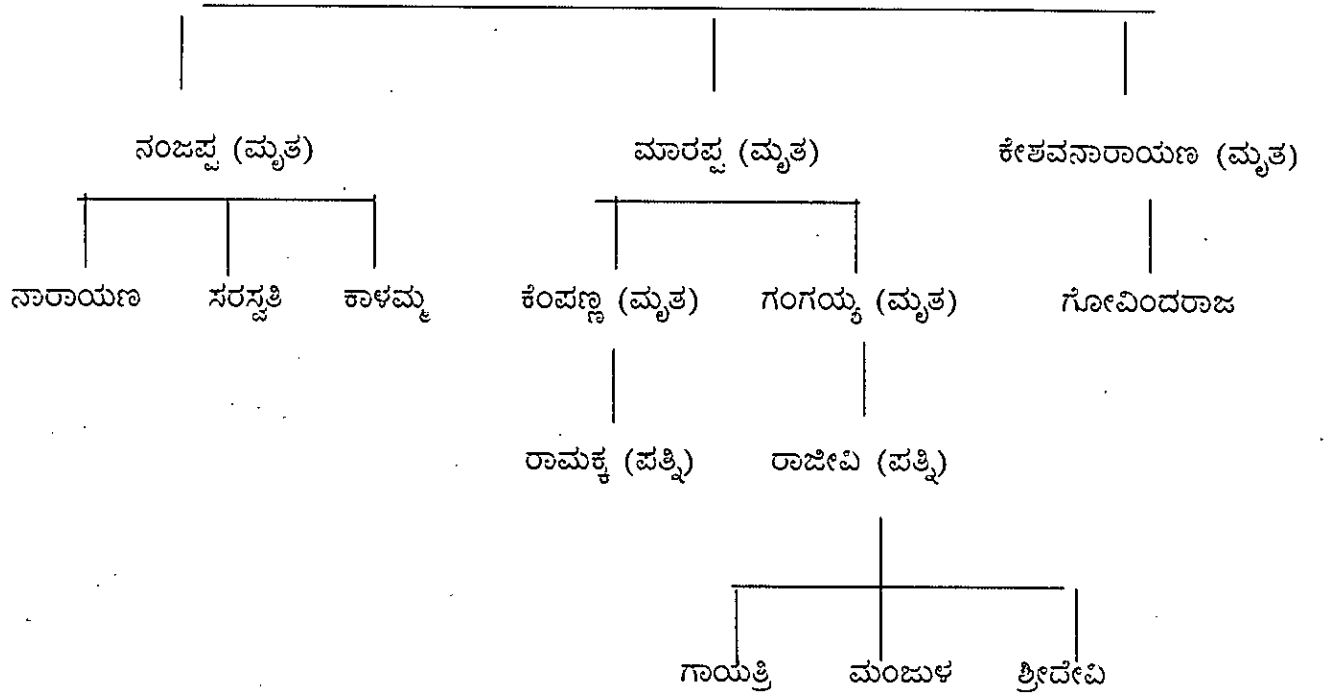 ನಂಜಪ್ಪ (ಮೃತ) ಮಾರಪ್ಪ (ಮೃತ) ಕೇಶವನಾರಾಯಣ (ಮೃತ)
ನಾರಾಯಣ ಸರಸ್ವತಿ ಕಾಳಮ್ಮ ಕೆಂಪಣ್ಣ (ಮೃತ) ಗಂಗಯ್ಯ (ಮೃತ) ಗೋವಿಂದರಾಜ
ರಾಮಕ್ಕ (ಪತ್ನಿ) ರಾಜೀವಿ (ಪತ್ನಿ)
ಗಾಯತ್ರಿ ಮಂಜುಳ ಶ್ರೀದೇವಿ